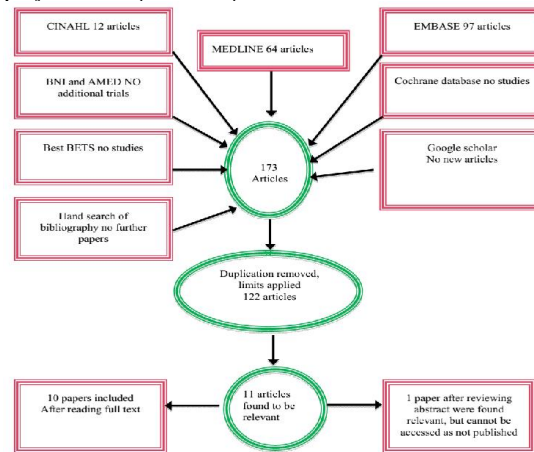 CINAHL 12 articles
MEDLINE 64 articles
EMBASE 97 articles
BNI and AMED NO
additional trials
Cochrane database no studies
Best BETS no studies
173
Articles
Google scholar
No new articles
Hand search of
bibliography no further
papers
Duplication removed,
limits applied
122 articles
10 papers included
After reading full text
11 articles
found to be
relevant
1 paper after reviewing
abstract were found
relevant, but cannot be
accessed as not published